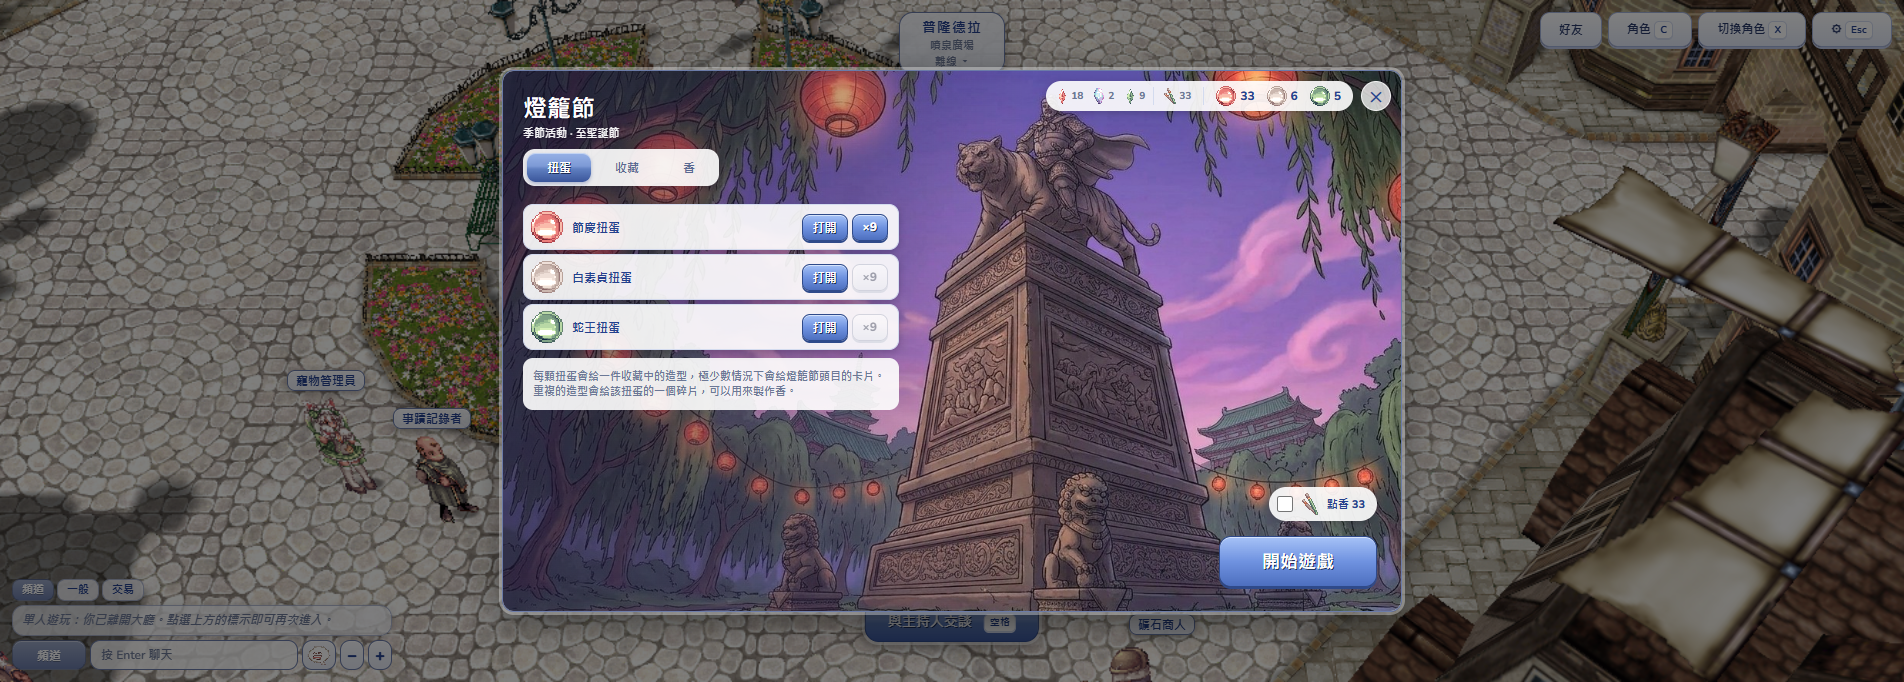 普隆德拉
噴泉廣場
離線
好友
角色 C
切換角色 X
Esc
燈籠節
季節活動 · 至聖誕節
18 2 9 33 33 6 5
扭蛋 收藏 香
節慶扭蛋 打開 ×9
白素貞扭蛋 打開 ×9
蛇王扭蛋 打開 ×9
每顆扭蛋會給一件收藏中的造型，極少數情況下會給燈籠節頭目的卡片。
重複的造型會給該扭蛋的一個碎片，可以用來製作香。
寵物管理員
事蹟記錄者
點香 33
開始遊戲
與主持人交談 空格
礦石商人
頻道 一般 交易
單人遊玩：你已離開大廳。點選上方的標示即可再次進入。
頻道 按 Enter 聊天 − +